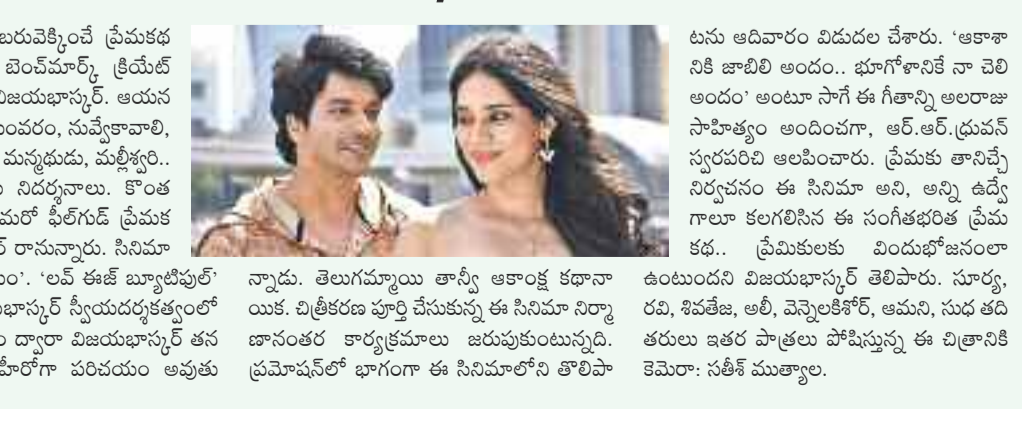 బరువెక్కించే ప్రేమకథ
బెంచ్‌మార్క్ క్రియేట్
విజయభాస్కర్. ఆయన
నువ్వేకావాలి,
మన్మథుడు, మల్లీశ్వరి..
నిదర్శనాలు. కొంత
మరో ఫీల్‌గుడ్ ప్రేమక
రానున్నారు. సినిమా
‘లవ్ ఈజ్ బ్యూటిఫుల్’
స్వీయదర్శకత్వంలో
ద్వారా విజయభాస్కర్ తన
హీరోగా పరిచయం అవుతు
న్నాడు. తెలుగమ్మాయి తాన్వీ ఆకాంక్ష కథానా
యిక. చిత్రీకరణ పూర్తి చేసుకున్న ఈ సినిమా నిర్మా
ణానంతర కార్యక్రమాలు జరుపుకుంటున్నది.
ప్రమోషన్‌లో భాగంగా ఈ సినిమాలోని తొలిపా
టను ఆదివారం విడుదల చేశారు. ‘ఆకాశా
నికి జాబిలి అందం.. భూగోళానికే నా చెలి
అందం’ అంటూ సాగే ఈ గీతాన్ని అలరాజు
సాహిత్యం అందించగా, ఆర్.ఆర్.ధ్రువన్
స్వరపరిచి ఆలపించారు. ప్రేమకు తానిచ్చే
నిర్వచనం ఈ సినిమా అని, అన్ని ఉద్వే
గాలూ కలగలిసిన ఈ సంగీతభరిత ప్రేమ
కథ.. ప్రేమికులకు విందుభోజనంలా
ఉంటుందని విజయభాస్కర్ తెలిపారు. సూర్య,
రవి, శివతేజ, అలీ, వెన్నెలకిశోర్, ఆమని, సుధ తది
తరులు ఇతర పాత్రలు పోషిస్తున్న ఈ చిత్రానికి
కెమెరా: సతీశ్ ముత్యాల.